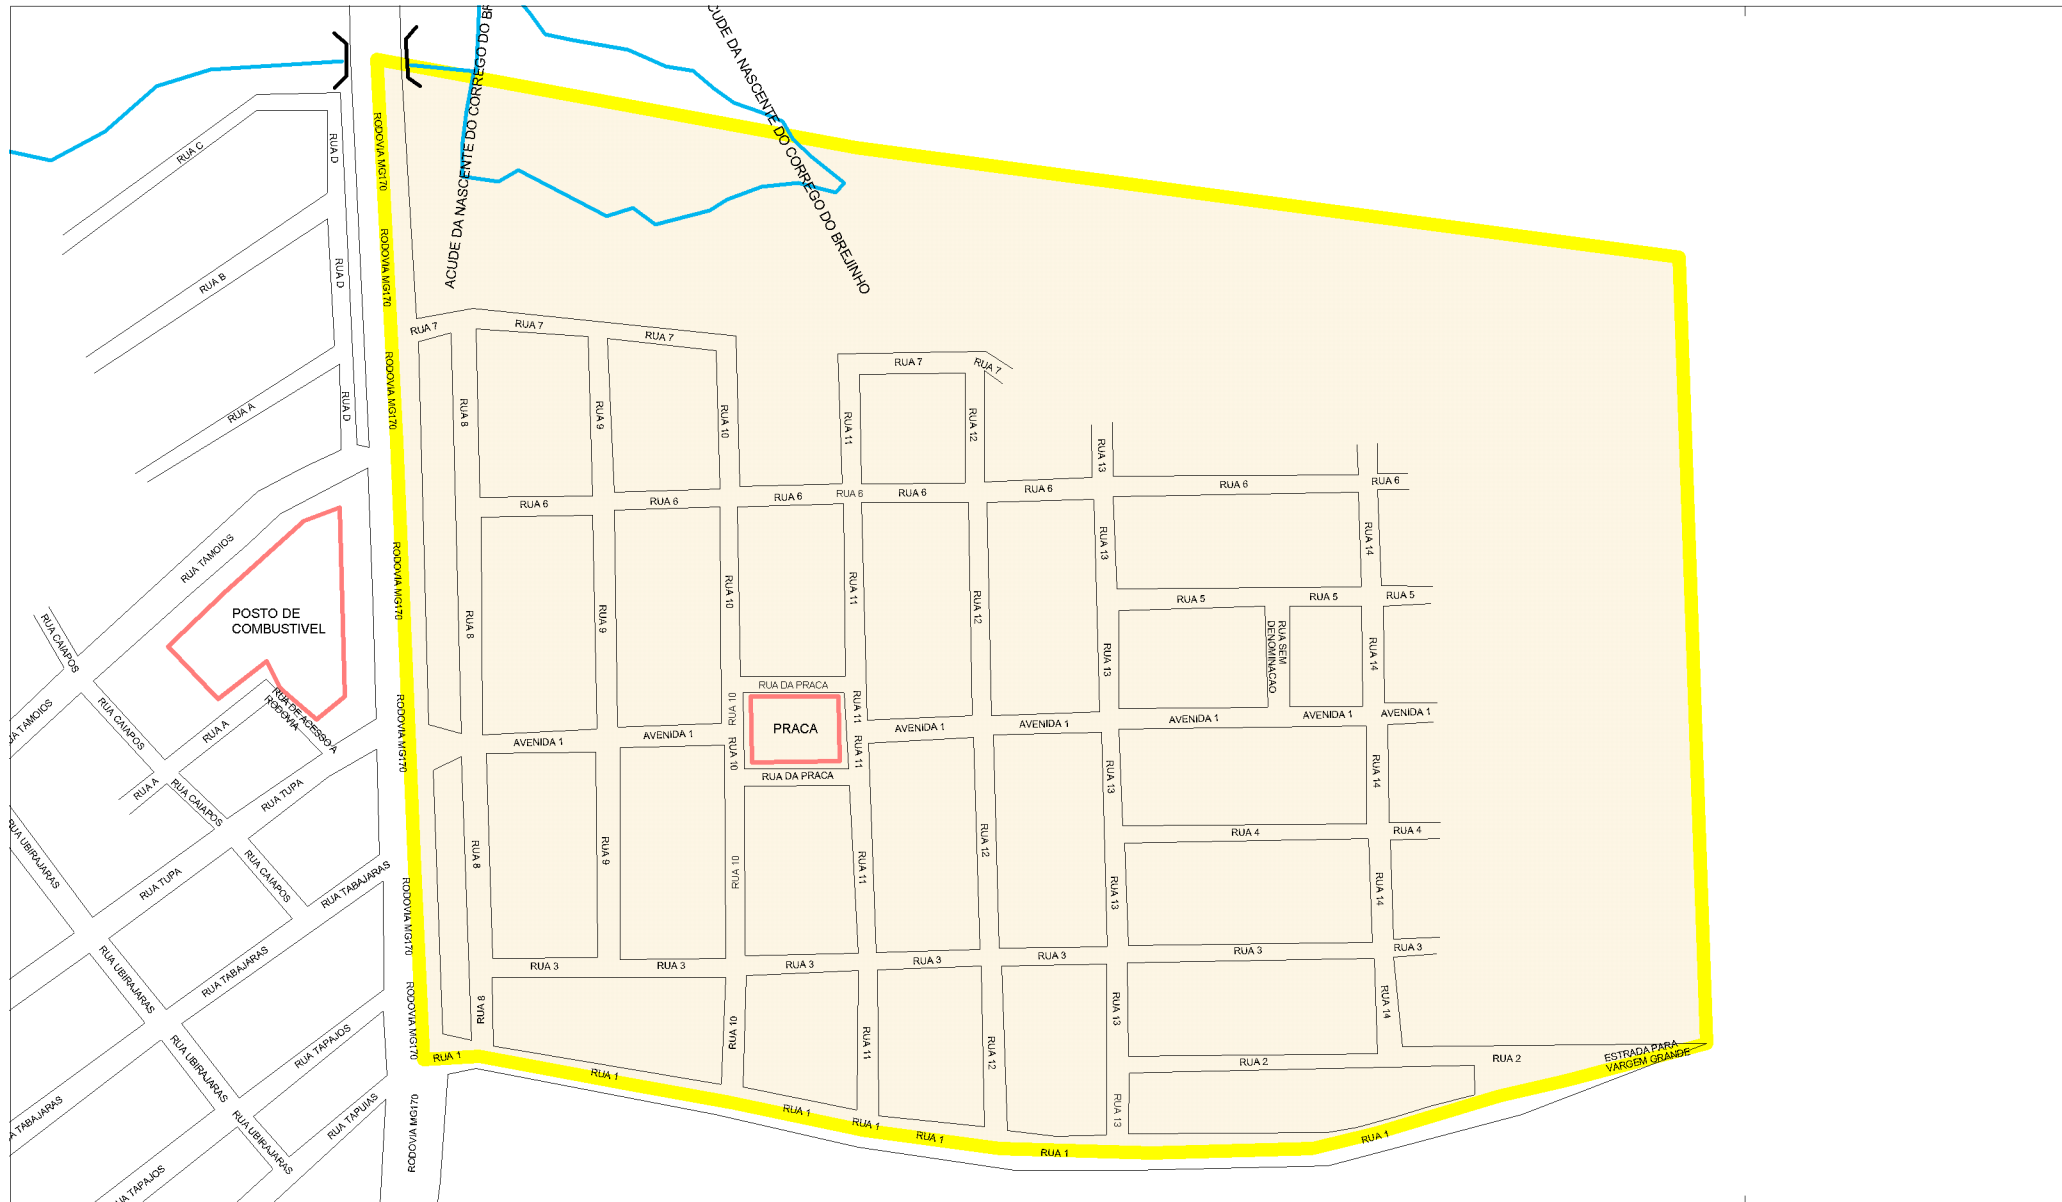 ACUDE DA NASCENTE DO CORREGO DO BR
CUDE DA NASCENTE DO CORREGO DO BREJINHO
RUA C
RUA D
RODOVIA MG170
RUA B
RUA D
RODOVIA MG170
RUA 7
RUA 7
RUA 7
RUA 7
RUA 7
RUA A
RUA D
RODOVIA MG170
RUA 8
RUA 9
RUA 10
RUA 11
RUA 12
RUA 13
RUA 6
RUA 6
RUA 6
RUA 6
RUA 6
RUA 6
RUA 6
RUA 6
RUA TAMOIOS
RODOVIA MG170
RUA 8
RUA 9
RUA 10
RUA 11
RUA 12
RUA 13
RUA 14
RUA 5
RUA 5
RUA 5
POSTO DE
COMBUSTIVEL
RUA CAIAPOS
RUA 13
RUA SEM
DENOMINACAO
RUA 14
RUA DA PRACA
RUA 10
RUA 11
PRACA
RUA 10
RUA 11
RUA DA PRACA
UA TAMOIOS
RUA CAIAPOS
RUA A
RUA DE ACESSO A
RODOVIA
RODOVIA MG170
AVENIDA 1
AVENIDA 1
AVENIDA 1
AVENIDA 1
AVENIDA 1
AVENIDA 1
AVENIDA 1
RUA A
RUA CAIAPOS
RUA TUPA
RUA 13
RUA 14
RUA UBIRAJARAS
RUA TUPA
RUA CAIAPOS
RUA TABAJARAS
RODOVIA MG170
RUA 8
RUA 9
RUA 10
RUA 11
RUA 12
RUA 4
RUA 4
RUA 13
RUA 14
RUA UBIRAJARAS
RUA TABAJARAS
RUA 3
RUA 3
RUA 3
RUA 3
RUA 3
RUA 3
RUA 3
RODOVIA MG170
RUA 8
RUA 10
RUA 11
RUA 12
RUA 13
RUA 14
RUA UBIRAJARAS
RUA TAPAJOS
RUA 1
RUA 1
RUA 2
RUA 2
ESTRADA PARA
VARGEM GRANDE
A TABAJARAS
RUA UBIRAJARAS
RUA TAPUIAS
RODOVIA MG170
RUA 1
RUA 1
RUA 1
RUA 1
RUA 13
RUA 1
UA TAPAJOS